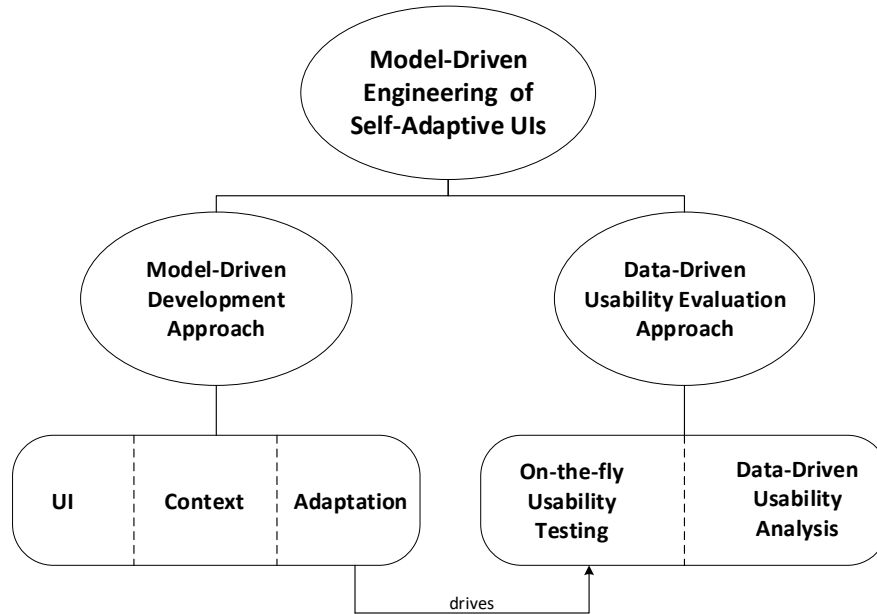 Model-Driven
Engineering of
Self-Adaptive UIs
Model-Driven
Development
Approach
Data-Driven
Usability Evaluation
Approach
UI
Context
Adaptation
On-the-fly
Usability
Testing
Data-Driven
Usability
Analysis
drives